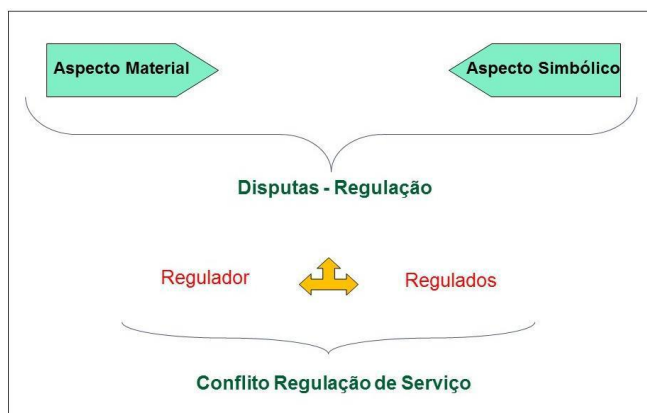 Aspecto Material
Aspecto Simbólico
Disputas - Regulação
Regulador
Regulados
Conflito Regulação de Serviço